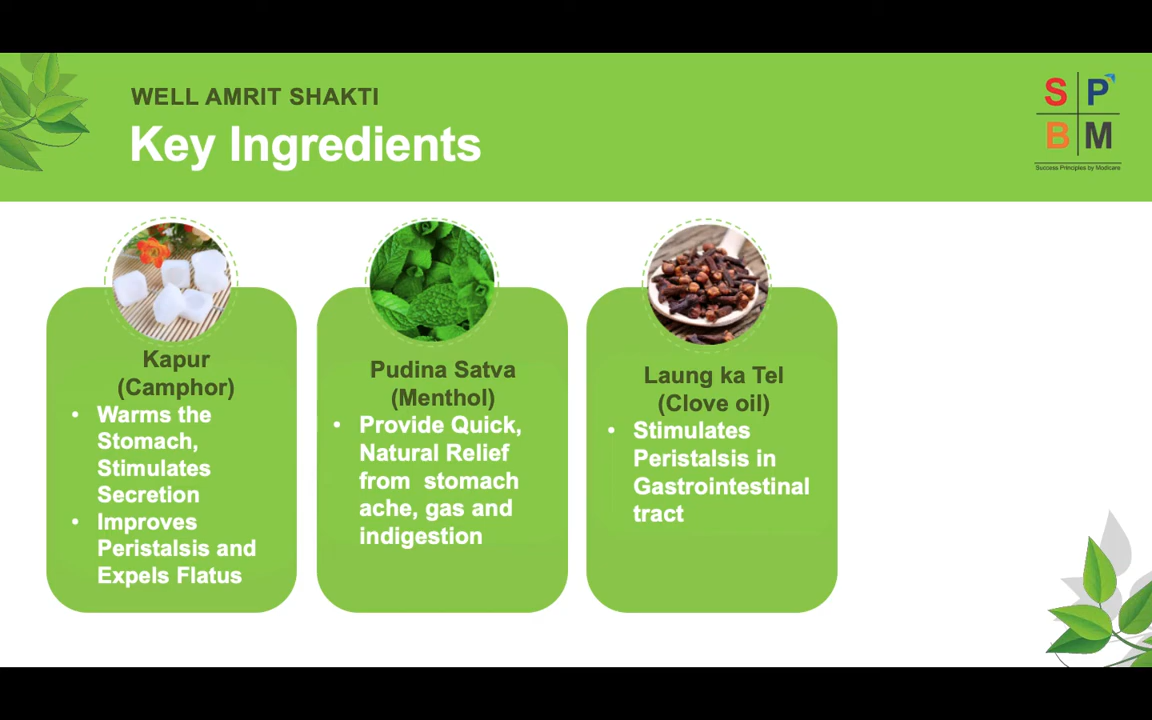 WELL AMRIT SHAKTI
Key Ingredients
S P
B M
Success Principles by Modicare
Kapur
(Camphor)
• Warms the
Stomach,
Stimulates
Secretion
• Improves
Peristalsis and
Expels Flatus
Pudina Satva
(Menthol)
• Provide Quick,
Natural Relief
from stomach
ache, gas and
indigestion
Laung ka Tel
(Clove oil)
• Stimulates
Peristalsis in
Gastrointestinal
tract